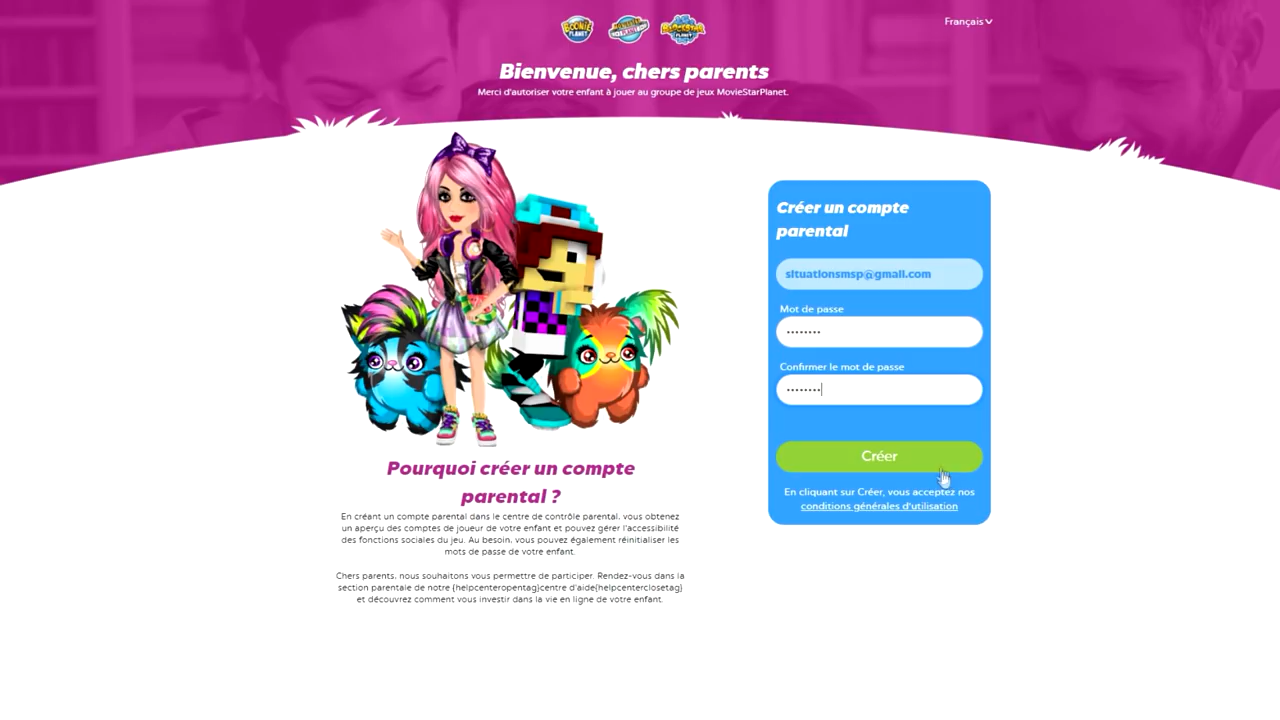 BOONIE
PLANET
MOVIESTAR
PLANET
BLOCKSTAR
PLANET
Français
Bienvenue, chers parents
Merci d'autoriser votre enfant à jouer au groupe de jeux MovieStarPlanet.
Créer un compte
parental
situationsmsp@gmail.com
Mot de passe
••••••••
Confirmer le mot de passe
••••••••
Créer
En cliquant sur Créer, vous acceptez nos
conditions générales d'utilisation
Pourquoi créer un compte
parental ?
En créant un compte parental dans le centre de contrôle parental, vous obtenez
un aperçu des comptes de joueur de votre enfant et pouvez gérer l'accessibilité
des fonctions sociales du jeu. Au besoin, vous pouvez également réinitialiser les
mots de passe de votre enfant.
Chers parents, nous souhaitons vous permettre de participer. Rendez-vous dans la
section parentale de notre {helpcenteropentag}centre d'aide{helpcenterclosetag}
et découvrez comment vous investir dans la vie en ligne de votre enfant.